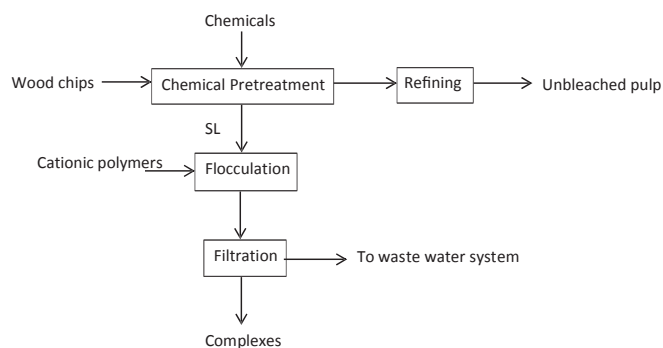 Chemicals
Wood chips
Chemical Pretreatment
Refining
Unbleached pulp
SL
Cationic polymers
Flocculation
Filtration
To waste water system
Complexes